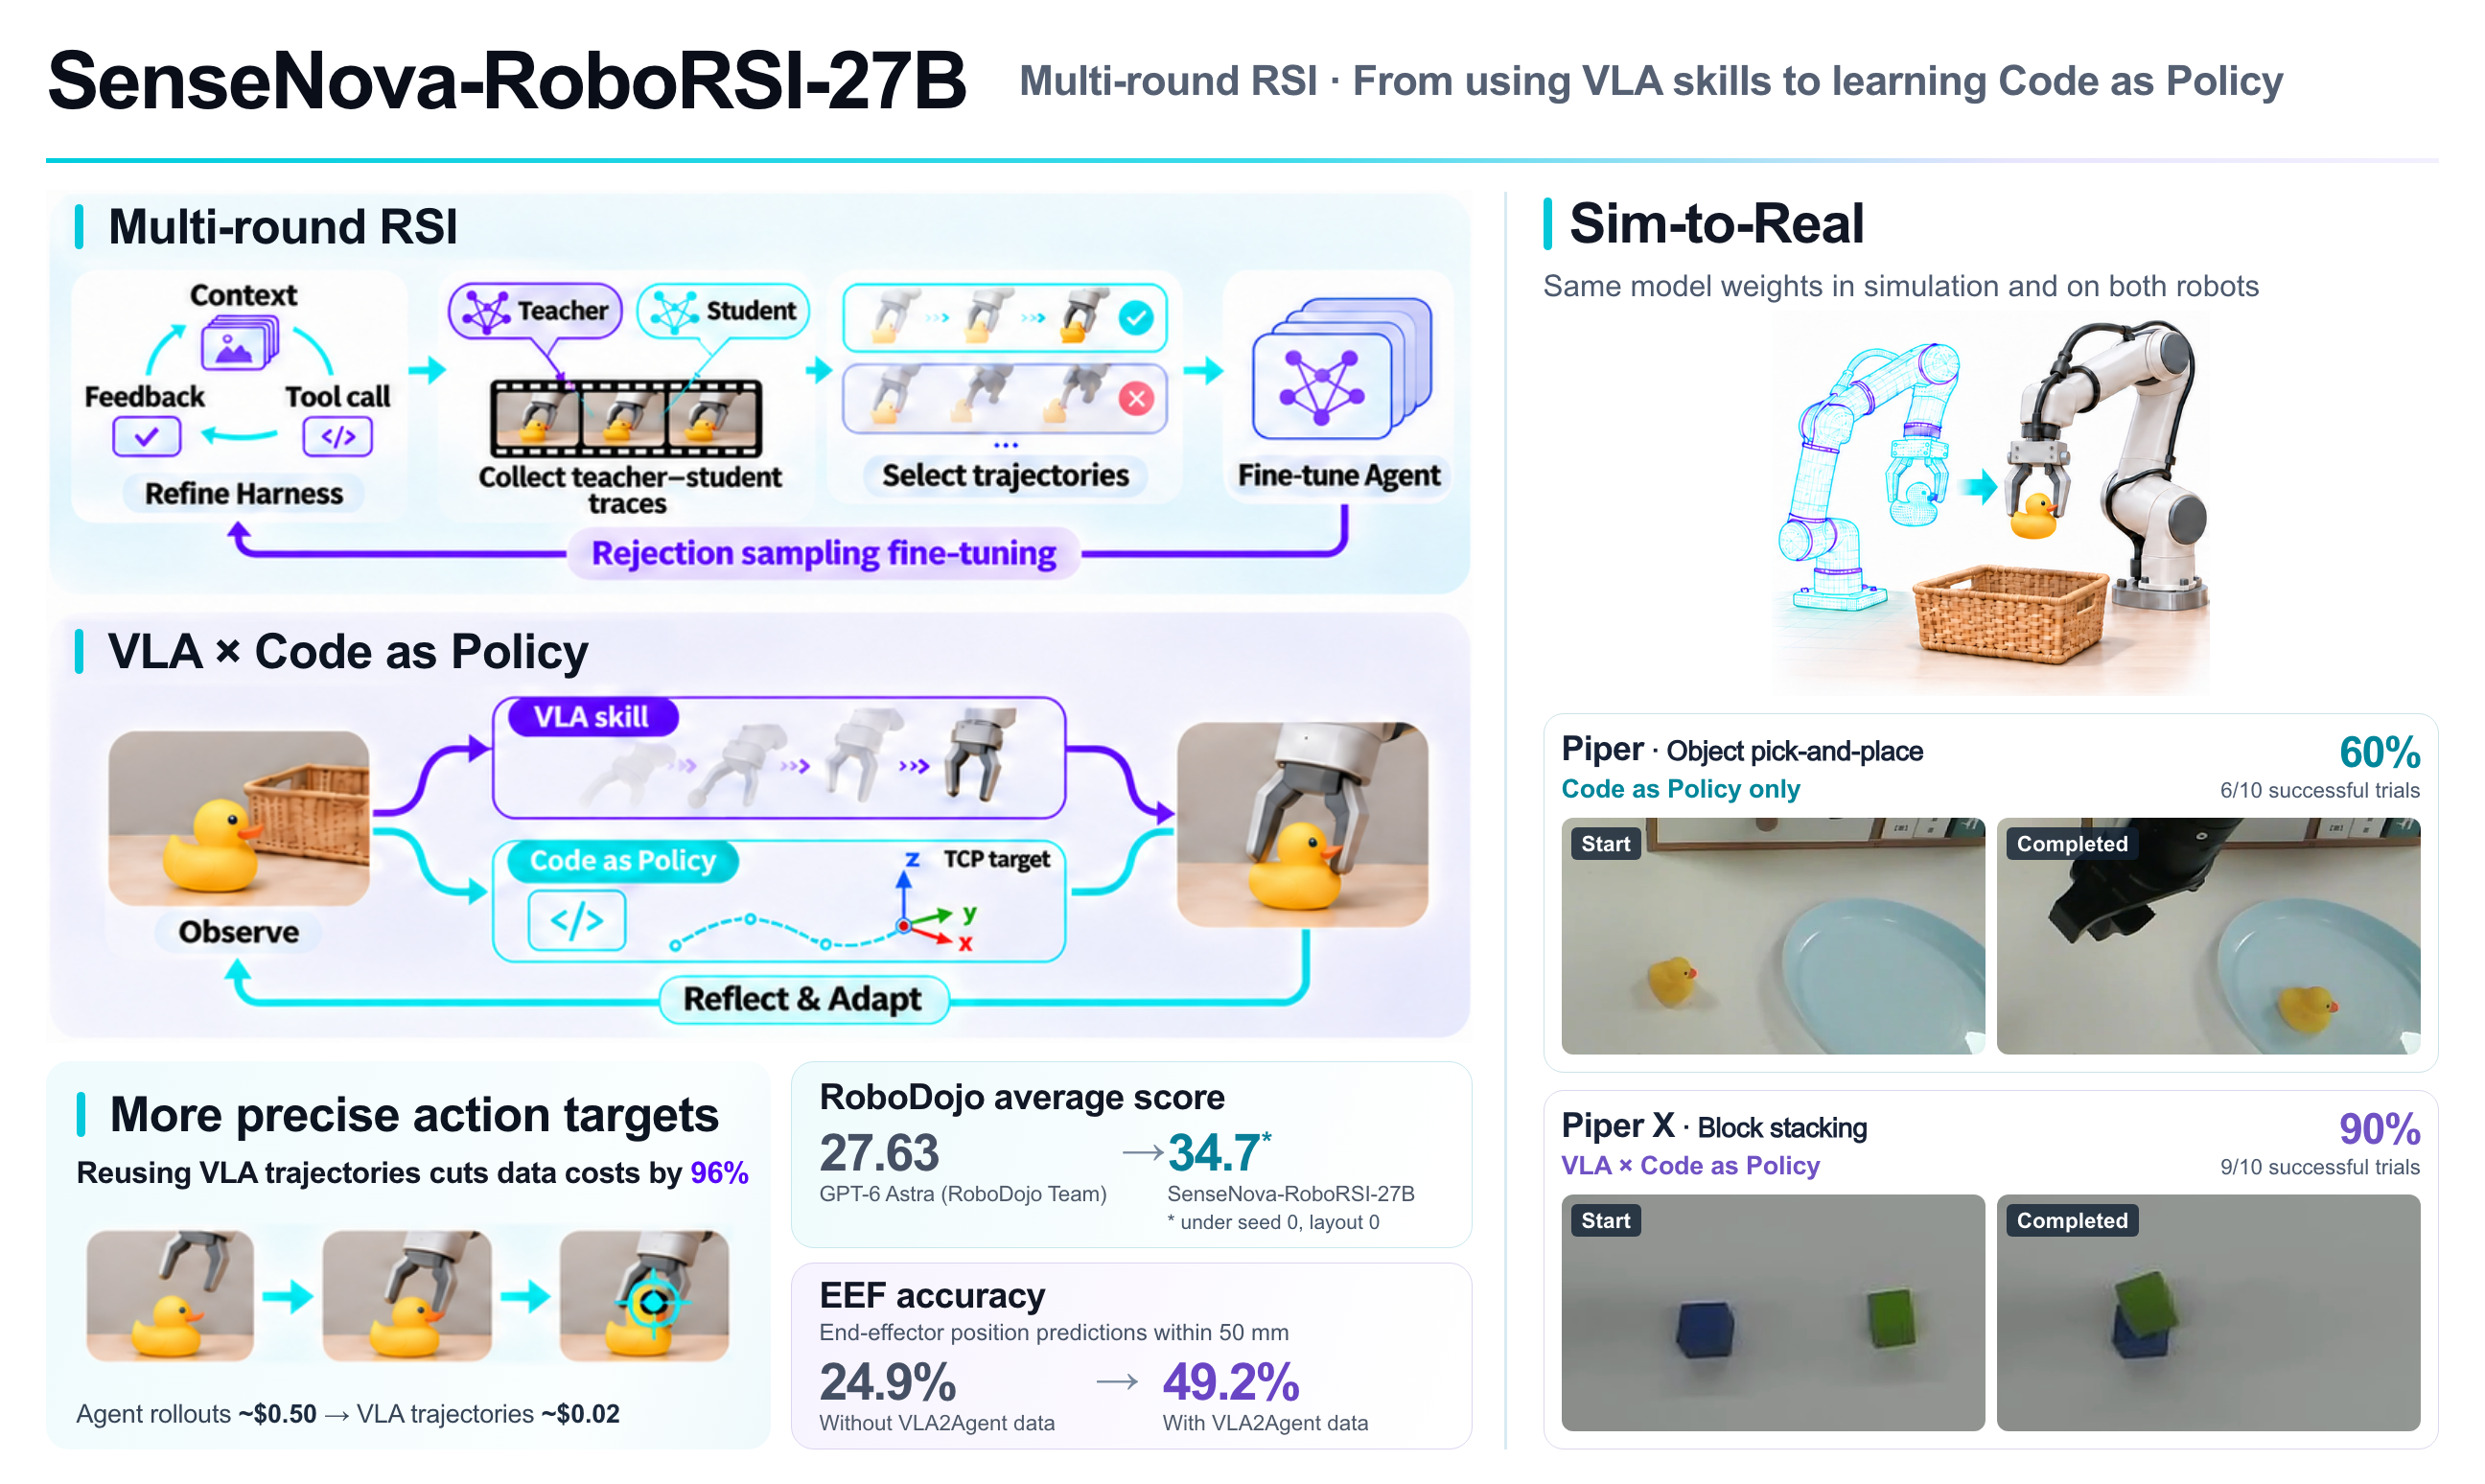 SenseNova-RoboRSI-27B
Multi-round RSI · From using VLA skills to learning Code as Policy
Multi-round RSI
Context
Feedback
Tool call
</>
Refine Harness
Teacher
Student
Collect teacher–student
traces
Select trajectories
Fine-tune Agent
Rejection sampling fine-tuning
VLA × Code as Policy
Observe
VLA skill
Code as Policy
</>
z
TCP target
y
x
Reflect & Adapt
More precise action targets
Reusing VLA trajectories cuts data costs by 96%
Agent rollouts ~$0.50 → VLA trajectories ~$0.02
RoboDojo average score
27.63 → 34.7*
GPT-6 Astra (RoboDojo Team)
SenseNova-RoboRSI-27B
* under seed 0, layout 0
EEF accuracy
End-effector position predictions within 50 mm
24.9% → 49.2%
Without VLA2Agent data
With VLA2Agent data
Sim-to-Real
Same model weights in simulation and on both robots
Piper · Object pick-and-place
60%
Code as Policy only
6/10 successful trials
Start
Completed
Piper X · Block stacking
90%
VLA × Code as Policy
9/10 successful trials
Start
Completed